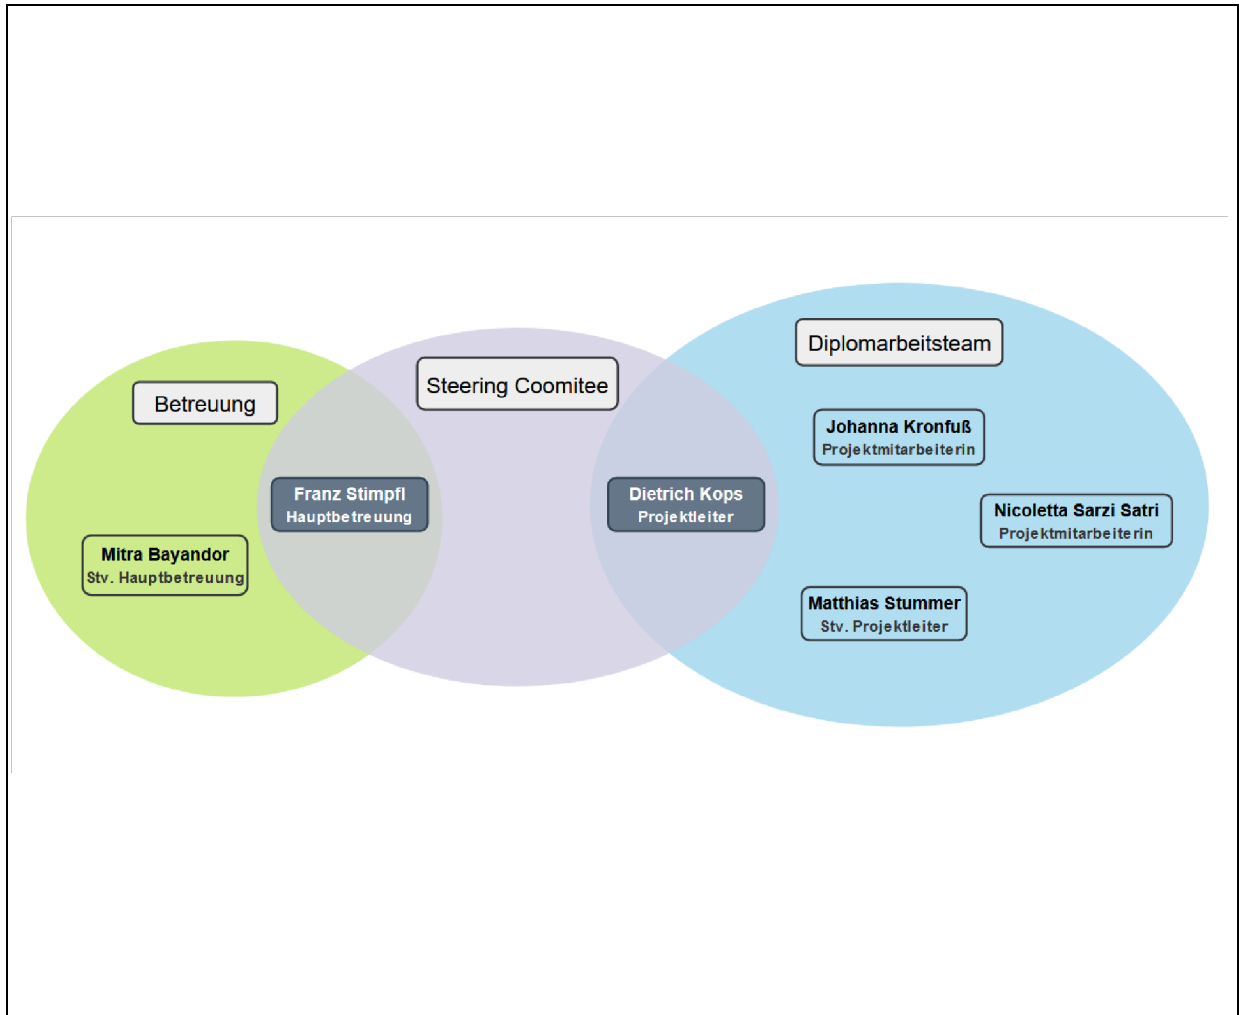 Betreuung
Franz Stimpfl
Hauptbetreuung
Mitra Bayandor
Stv. Hauptbetreuung
Steering Coomitee
Dietrich Kops
Projektleiter
Diplomarbeitsteam
Johanna Kronfuß
Projektmitarbeiterin
Nicoletta Sarzi Satri
Projektmitarbeiterin
Matthias Stummer
Stv. Projektleiter